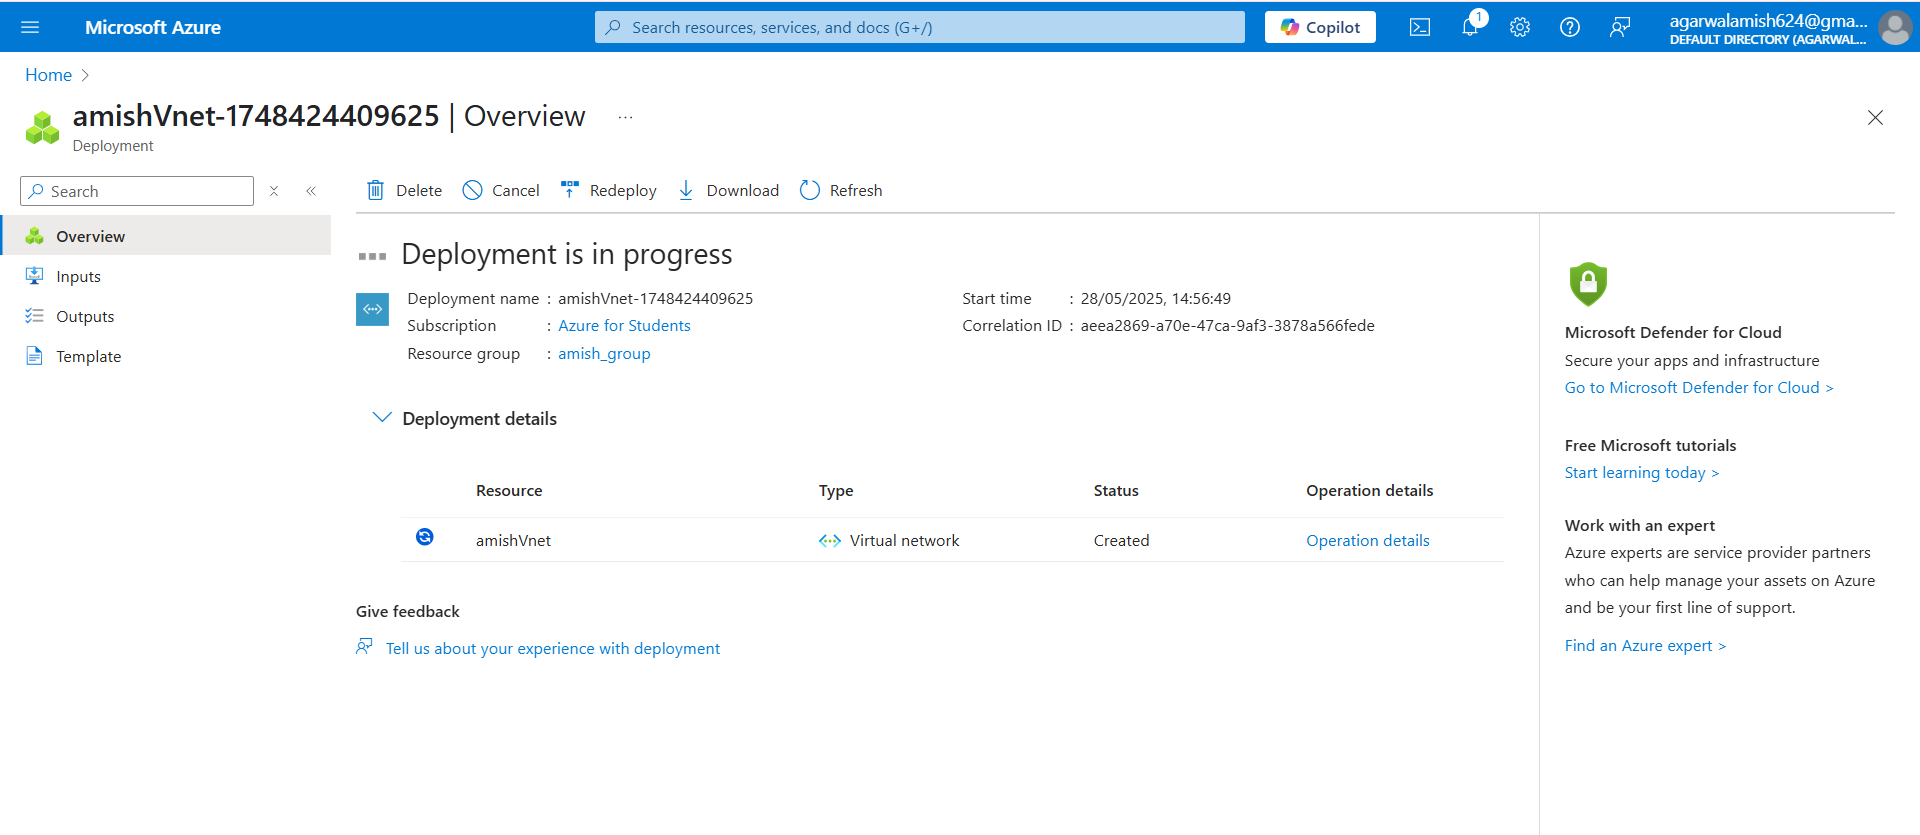 Microsoft Azure
Search resources, services, and docs (G+/)
Copilot
1
agarwalamish624@gma...
DEFAULT DIRECTORY (AGARWAL...
Home
amishVnet-1748424409625 | Overview
Deployment
Search
Overview
Inputs
Outputs
Template
Delete
Cancel
Redeploy
Download
Refresh
Deployment is in progress
Deployment name : amishVnet-1748424409625
Subscription : Azure for Students
Resource group : amish_group
Start time : 28/05/2025, 14:56:49
Correlation ID : aeea2869-a70e-47ca-9af3-3878a566fede
Deployment details
Resource Type Status Operation details
amishVnet Virtual network Created Operation details
Give feedback
Tell us about your experience with deployment
Microsoft Defender for Cloud
Secure your apps and infrastructure
Go to Microsoft Defender for Cloud >
Free Microsoft tutorials
Start learning today >
Work with an expert
Azure experts are service provider partners
who can help manage your assets on Azure
and be your first line of support.
Find an Azure expert >